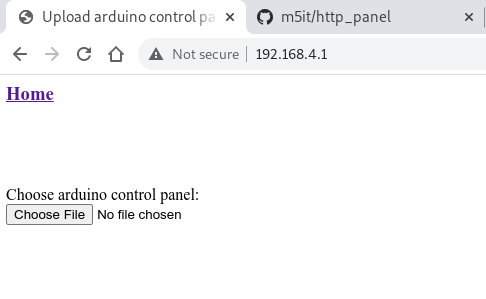 Upload arduino control pa
m5it/http_panel
Not secure 192.168.4.1
Home
Choose arduino control panel:
Choose File No file chosen